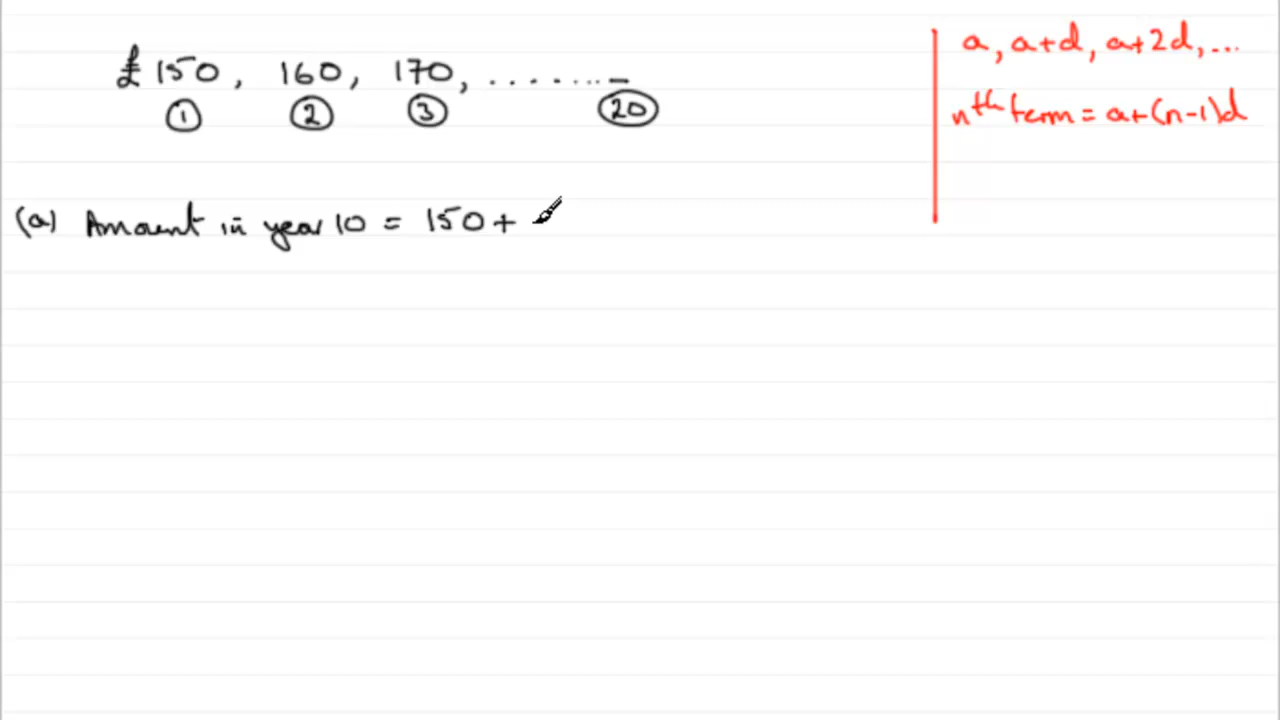 £150, 160, 170, ..........
① ② ③ ⑳
(a) Amount in year 10 = 150 +
a, a+d, a+2d, ...
nth term = a+(n-1)d